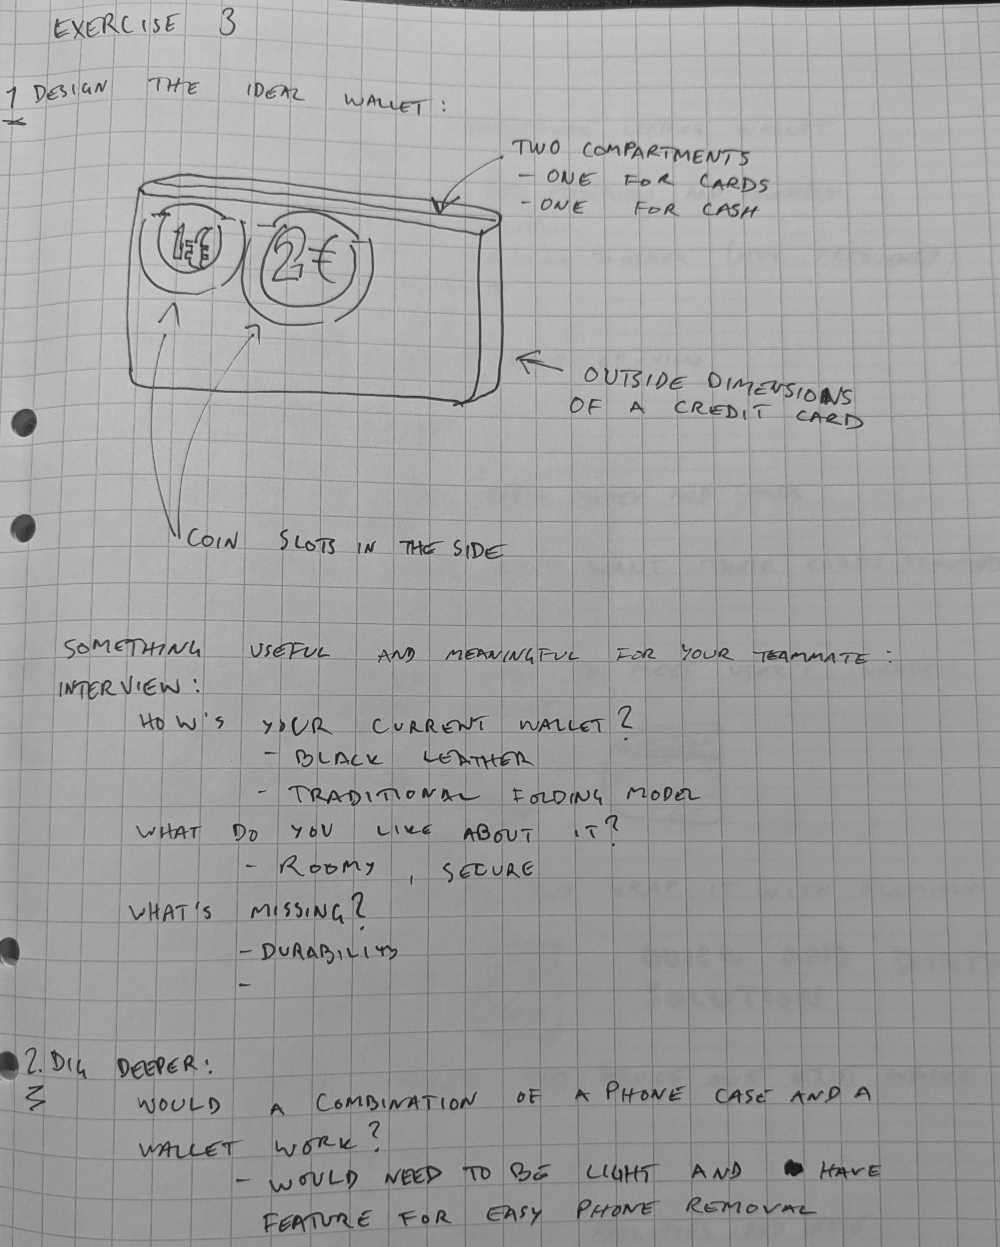 EXERCISE 3
1 DESIGN THE IDEAL WALLET:
TWO COMPARTMENTS
- ONE FOR CARDS
- ONE FOR CASH
1€ 2€
OUTSIDE DIMENSIONS
OF A CREDIT CARD
COIN SLOTS IN THE SIDE
SOMETHING USEFUL AND MEANINGFUL FOR YOUR TEAMMATE:
INTERVIEW:
HOW'S YOUR CURRENT WALLET?
- BLACK LEATHER
- TRADITIONAL FOLDING MODEL
WHAT DO YOU LIKE ABOUT IT?
- ROOMY, SECURE
WHAT'S MISSING?
- DURABILITY
-
2. DIG DEEPER:
WOULD A COMBINATION OF A PHONE CASE AND A
WALLET WORK?
- WOULD NEED TO BE LIGHT AND HAVE
FEATURE FOR EASY PHONE REMOVAL